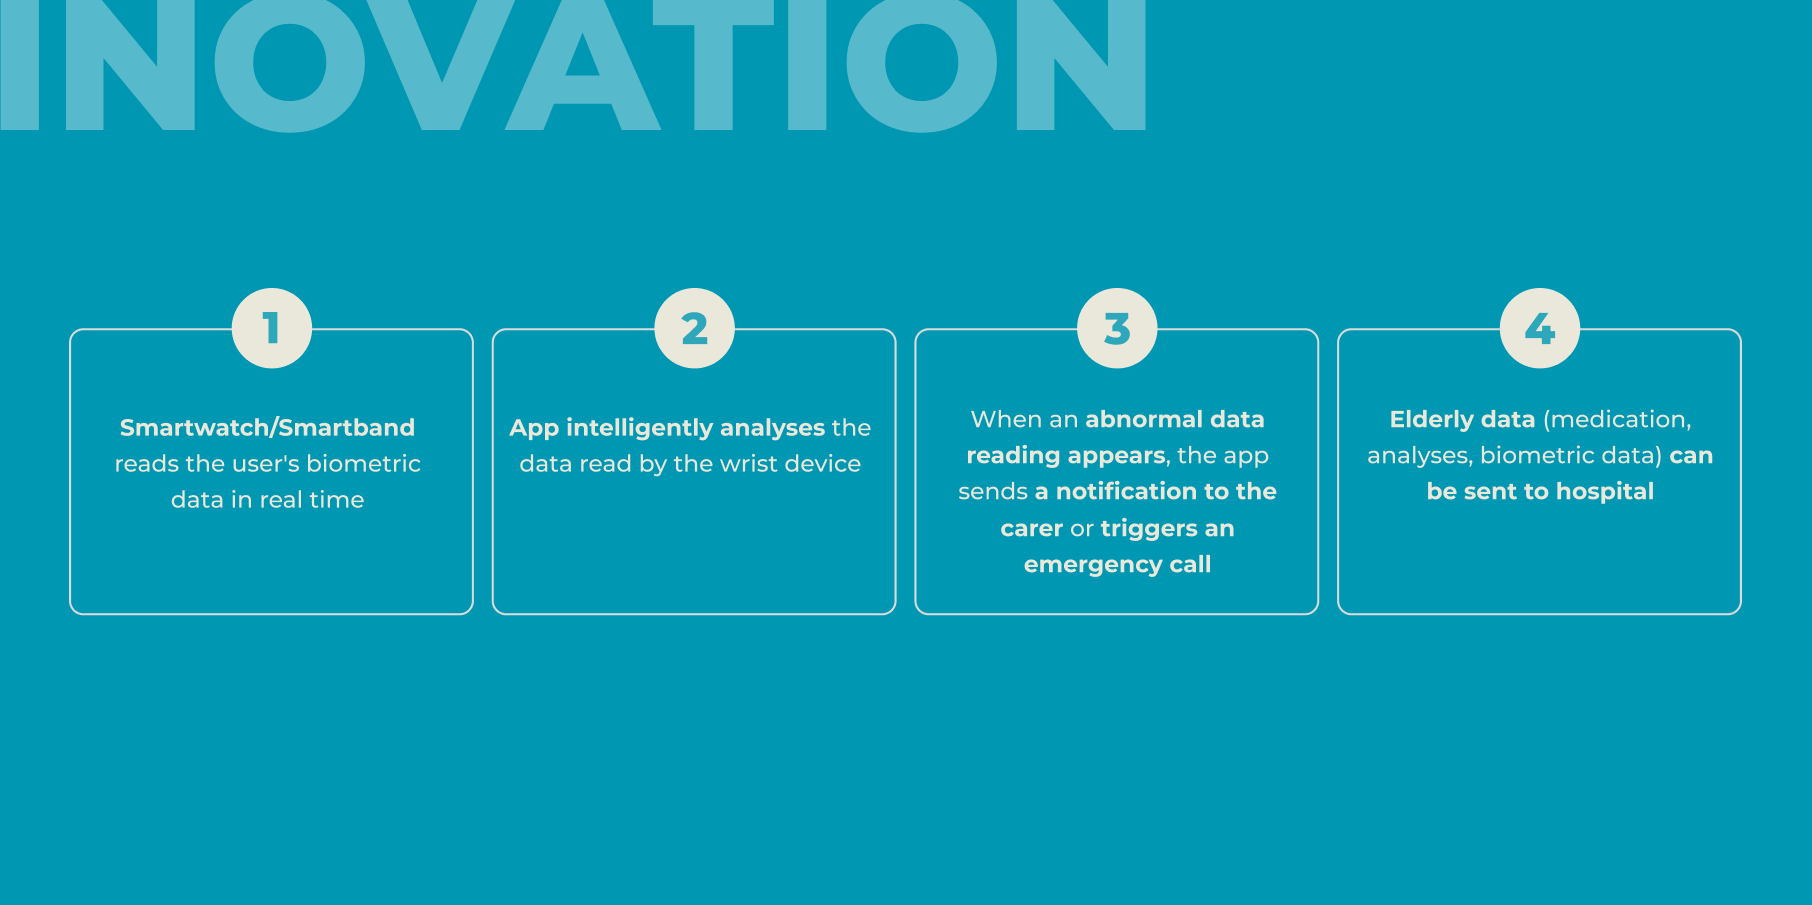 INOVATION
1
Smartwatch/Smartband
reads the user's biometric
data in real time
2
App intelligently analyses the
data read by the wrist device
3
When an abnormal data
reading appears, the app
sends a notification to the
carer or triggers an
emergency call
4
Elderly data (medication,
analyses, biometric data) can
be sent to hospital